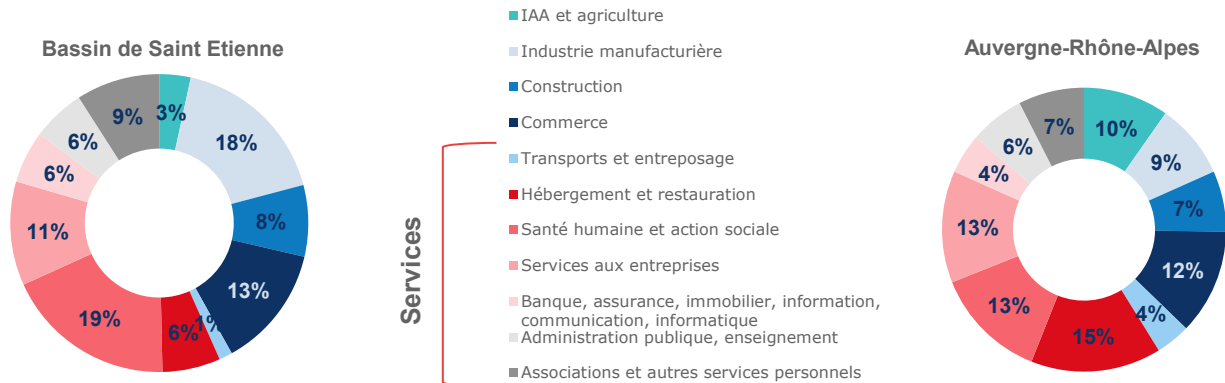 Bassin de Saint Etienne
3%
18%
8%
13%
1%
6%
19%
11%
6%
6%
9%
IAA et agriculture
Industrie manufacturière
Construction
Commerce
Services
Transports et entreposage
Hébergement et restauration
Santé humaine et action sociale
Services aux entreprises
Banque, assurance, immobilier, information,
communication, informatique
Administration publique, enseignement
Associations et autres services personnels
Auvergne-Rhône-Alpes
10%
9%
7%
12%
4%
15%
13%
13%
4%
6%
7%